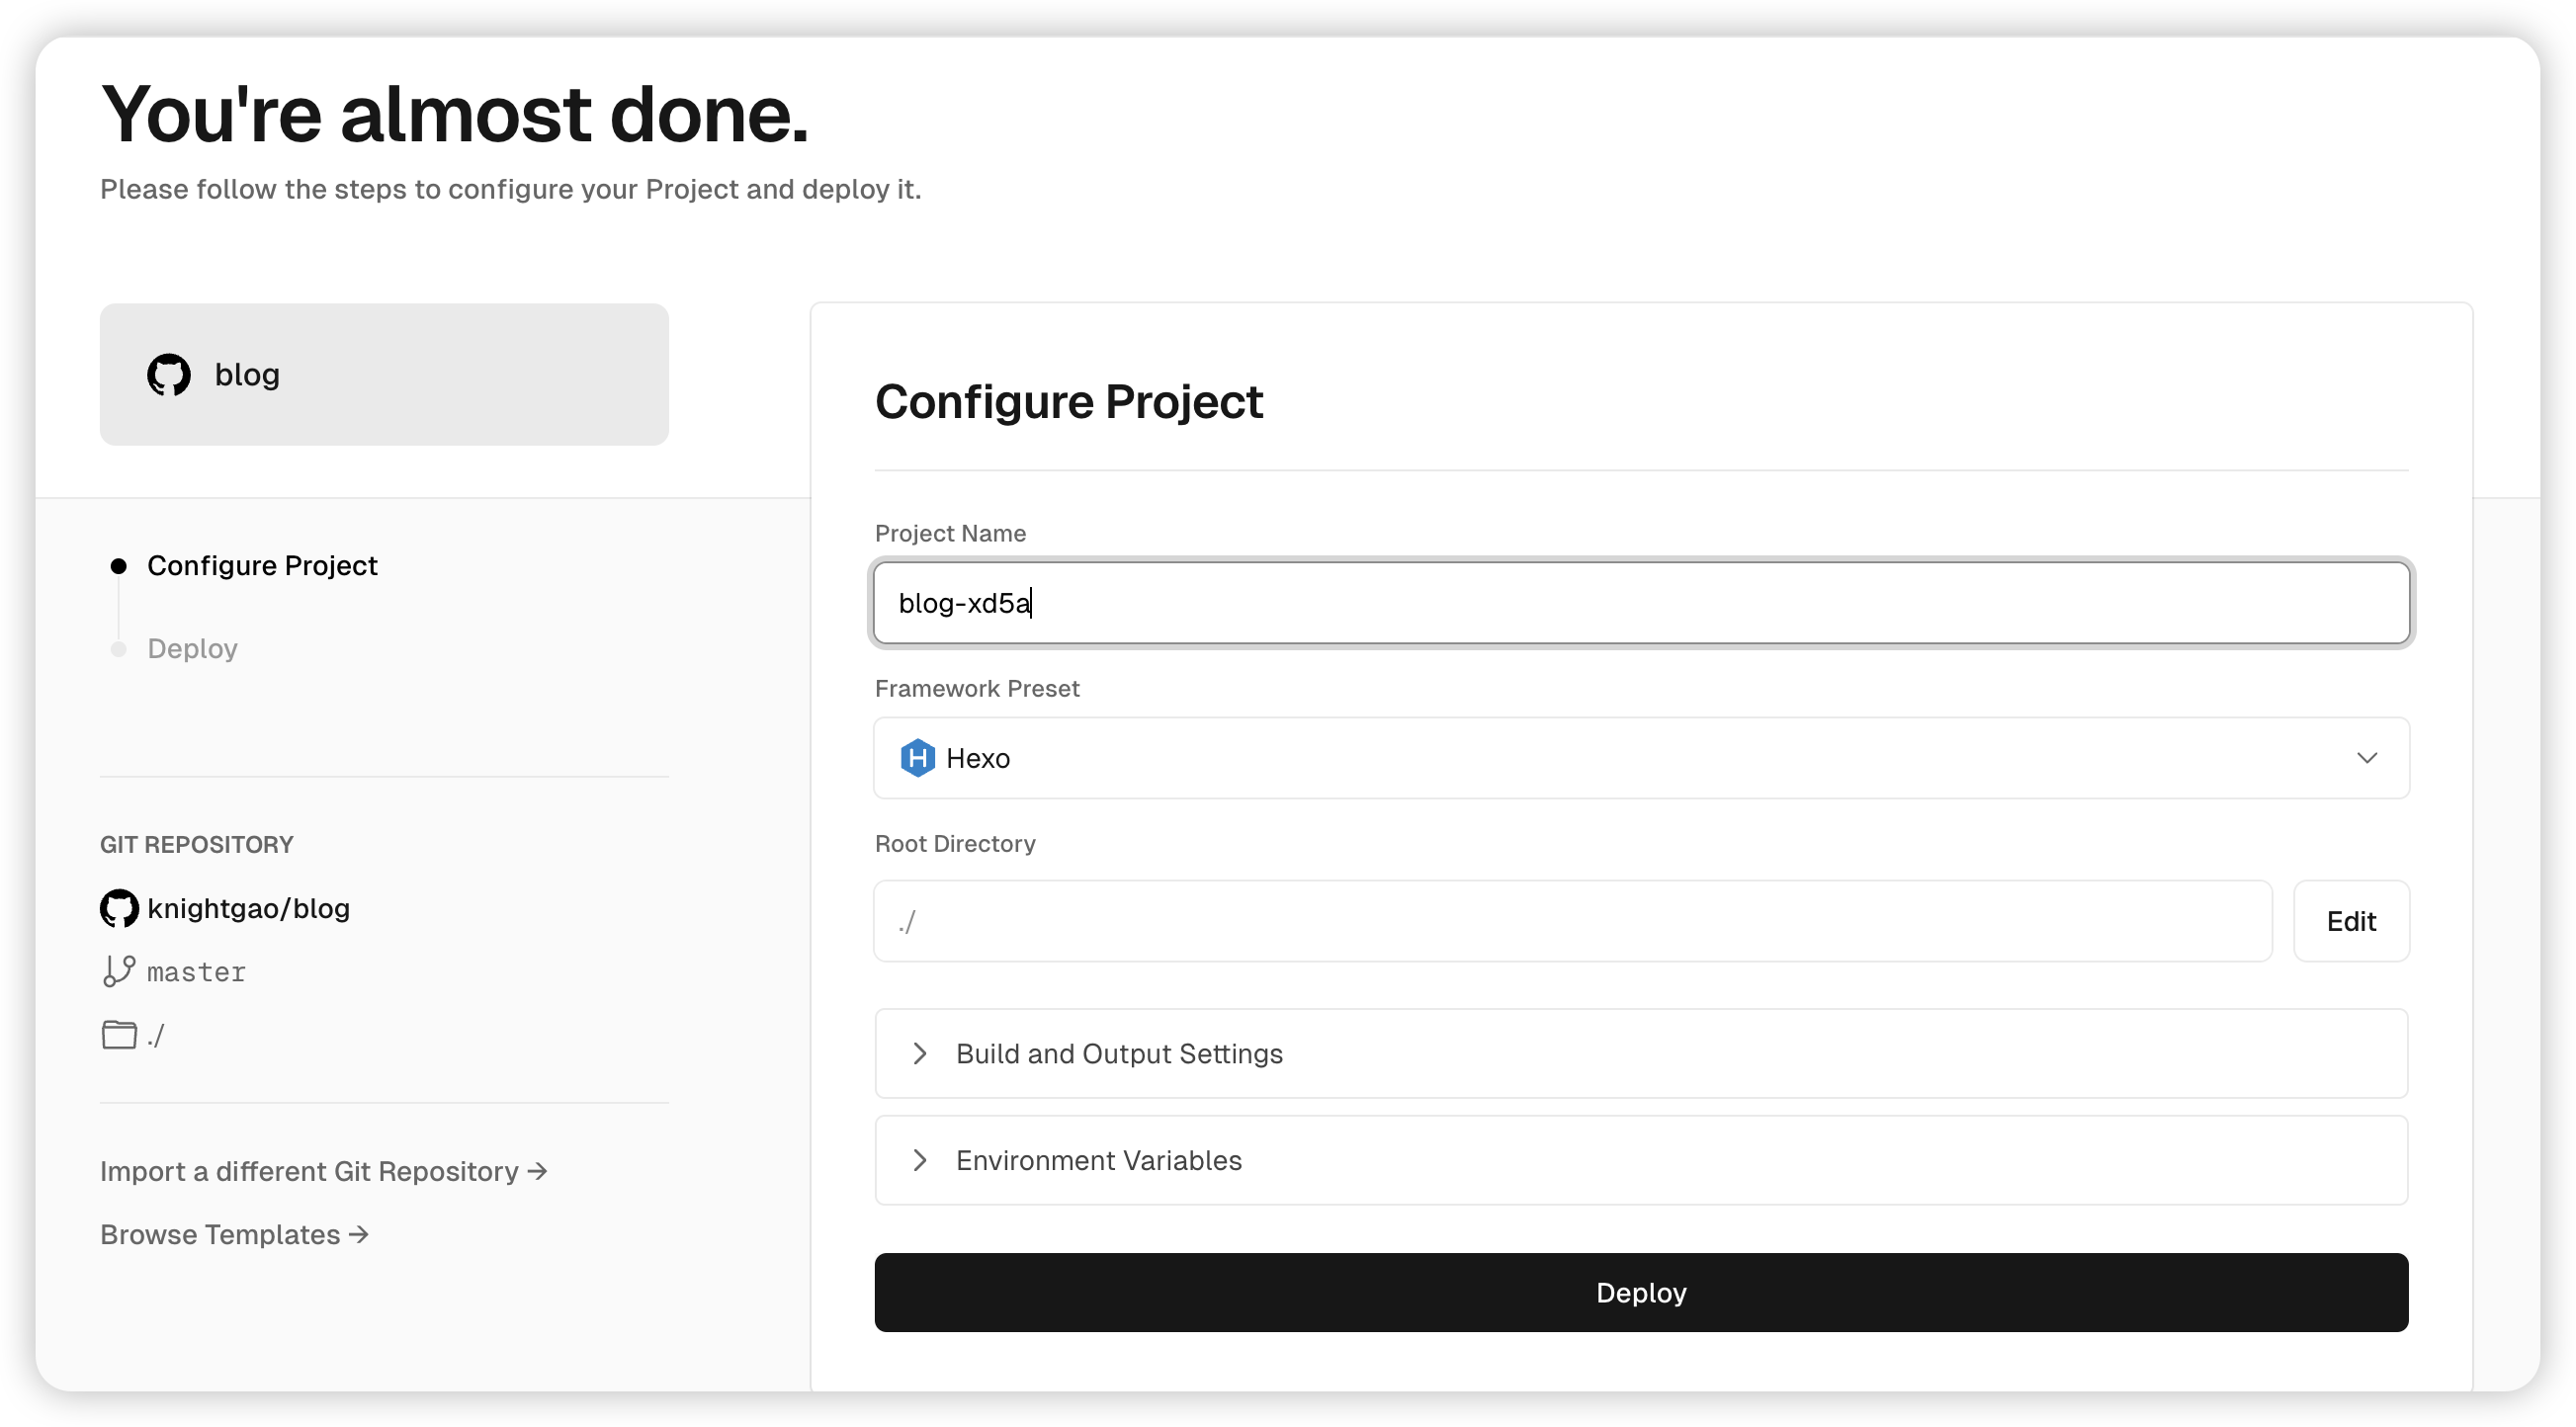 You're almost done.
Please follow the steps to configure your Project and deploy it.
blog
Configure Project
Deploy
GIT REPOSITORY
knightgao/blog
master
./
Import a different Git Repository →
Browse Templates →
Configure Project
Project Name
blog-xd5a
Framework Preset
H Hexo
Root Directory
./
Edit
Build and Output Settings
Environment Variables
Deploy